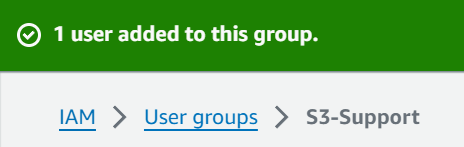 1 user added to this group.
IAM > User groups > S3-Support